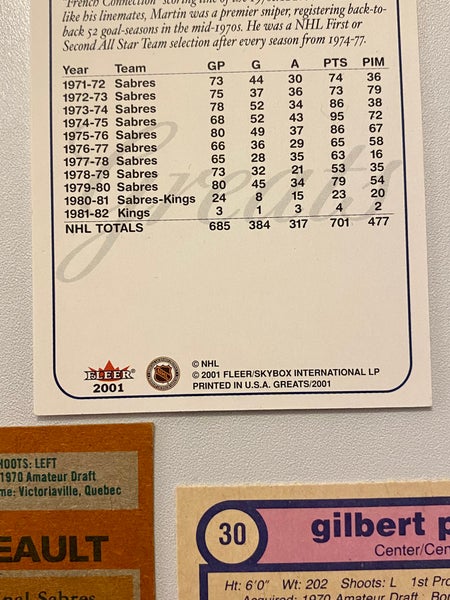 "French Connection" scoring line of the
like his linemates, Martin was a premier sniper, registering back-to-
back 52 goal-seasons in the mid-1970s. He was a NHL First or
Second All Star Team selection after every season from 1974-77.
Year Team GP G A PTS PIM
1971-72 Sabres 73 44 30 74 36
1972-73 Sabres 75 37 36 73 79
1973-74 Sabres 78 52 34 86 38
1974-75 Sabres 68 52 43 95 72
1975-76 Sabres 80 49 37 86 67
1976-77 Sabres 66 36 29 65 58
1977-78 Sabres 65 28 35 63 16
1978-79 Sabres 73 32 21 53 35
1979-80 Sabres 80 45 34 79 54
1980-81 Sabres-Kings 24 8 15 23 20
1981-82 Kings 3 1 3 4 2
NHL TOTALS 685 384 317 701 477
Greats
FLEER
2001
NHL
© NHL
© 2001 FLEER/SKYBOX INTERNATIONAL LP
PRINTED IN U.S.A. GREATS/2001
HOOTS: LEFT
1970 Amateur Draft
me: Victoriaville, Quebec
EAULT
Sabres
30
gilbert p
Center/Cen
Ht: 6'0" Wt: 202 Shoots: L 1st Pro
Acquired: 1970 Amateur Draft Bor